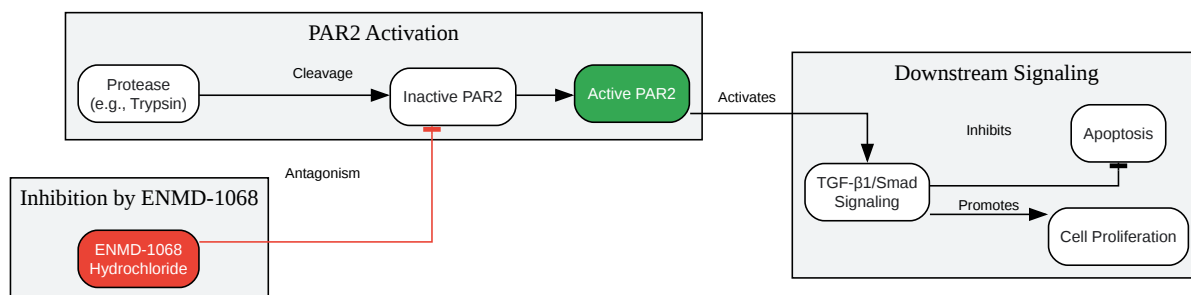 PAR2 Activation
Protease
(e.g., Trypsin)
Cleavage
Inactive PAR2
Active PAR2
Activates
Downstream Signaling
Inhibits
Apoptosis
TGF-β1/Smad
Signaling
Promotes
Cell Proliferation
Antagonism
Inhibition by ENMD-1068
ENMD-1068
Hydrochloride